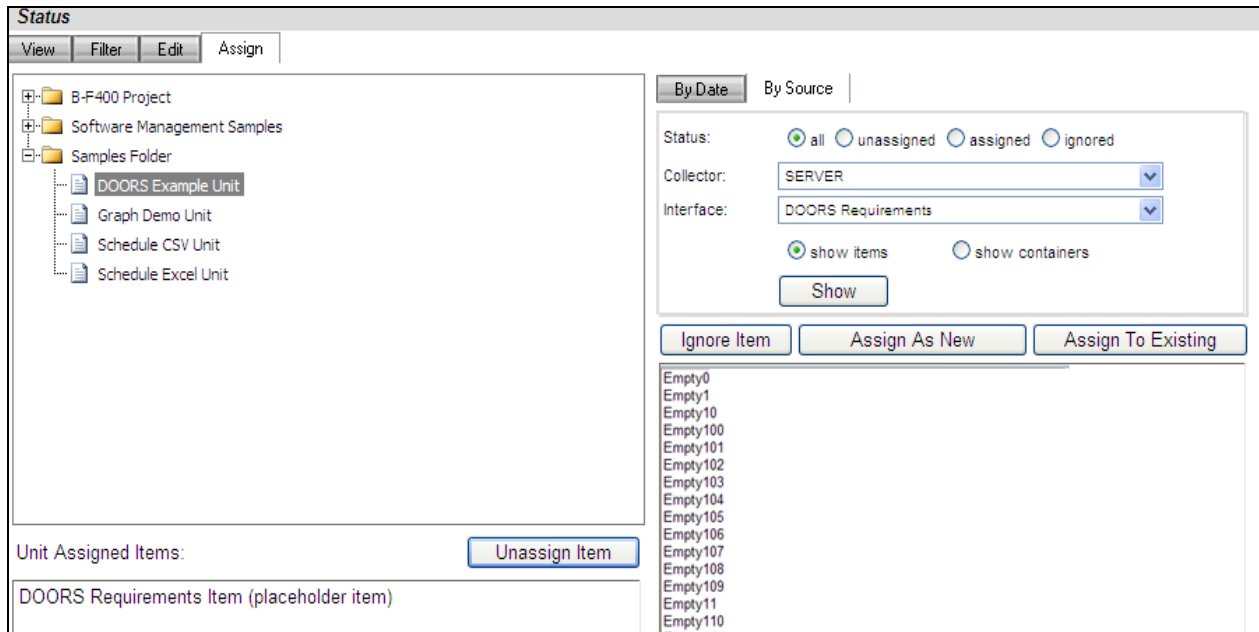 Status
View Filter Edit Assign
B-F400 Project
Software Management Samples
Samples Folder
DOORS Example Unit
Graph Demo Unit
Schedule CSV Unit
Schedule Excel Unit
Unit Assigned Items: Unassign Item
DOORS Requirements Item (placeholder item)
By Date By Source
Status: all unassigned assigned ignored
Collector: SERVER
Interface: DOORS Requirements
show items show containers
Show
Ignore Item Assign As New Assign To Existing
Empty0
Empty1
Empty10
Empty100
Empty101
Empty102
Empty103
Empty104
Empty105
Empty106
Empty107
Empty108
Empty109
Empty11
Empty110